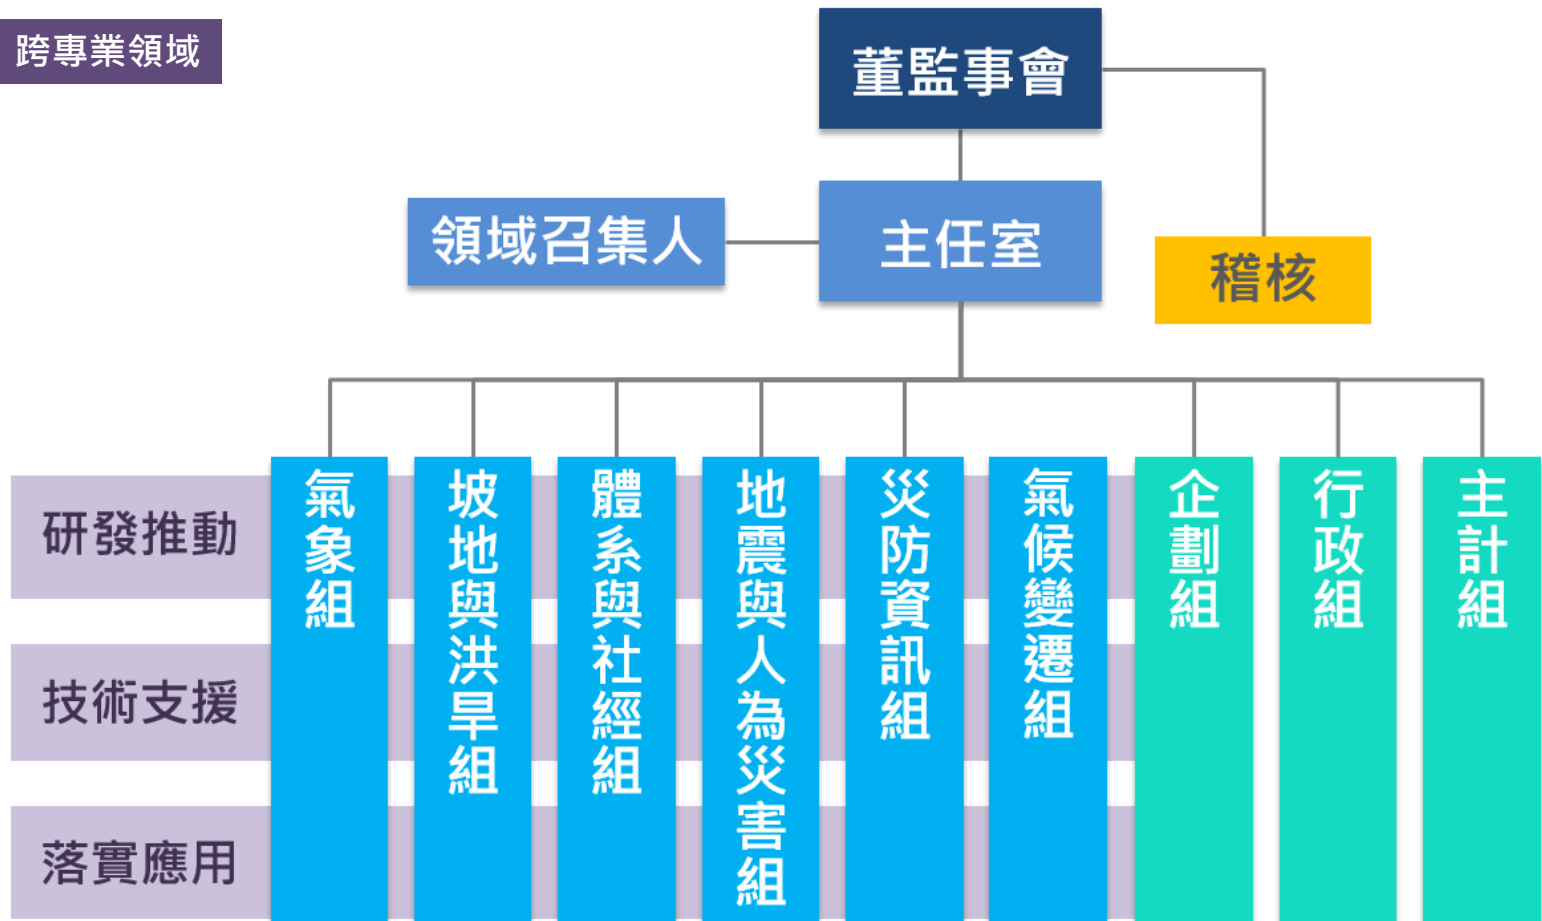 跨專業領域
董監事會
領域召集人
主任室
稽核
研發推動
技術支援
落實應用
氣象組
坡地與洪旱組
體系與社經組
地震與人為災害組
災防資訊組
氣候變遷組
企劃組
行政組
主計組